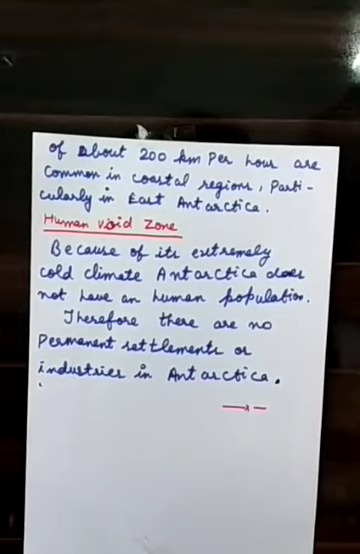 of about 200 km Per hour are
Common in coastal regions, Parti-
cularly in East Antarctica.
Human void Zone
Because of its extremely
cold climate Antarctica does
not have an human population.
Therefore there are no
Permanent settlements or
industries in Antarctica.